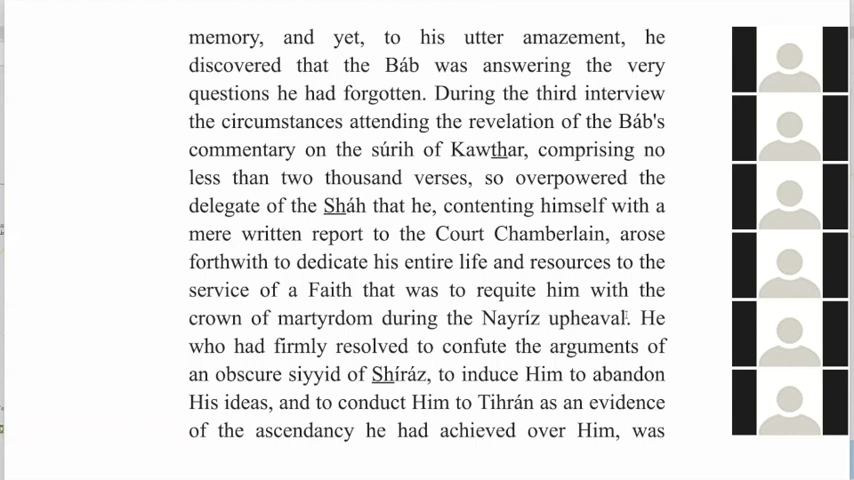 memory, and yet, to his utter amazement, he
discovered that the Báb was answering the very
questions he had forgotten. During the third interview
the circumstances attending the revelation of the Báb's
commentary on the súrih of Kawthar, comprising no
less than two thousand verses, so overpowered the
delegate of the Sháh that he, contenting himself with a
mere written report to the Court Chamberlain, arose
forthwith to dedicate his entire life and resources to the
service of a Faith that was to requite him with the
crown of martyrdom during the Nayríz upheaval. He
who had firmly resolved to confute the arguments of
an obscure siyyid of Shíráz, to induce Him to abandon
His ideas, and to conduct Him to Tihrán as an evidence
of the ascendancy he had achieved over Him, was